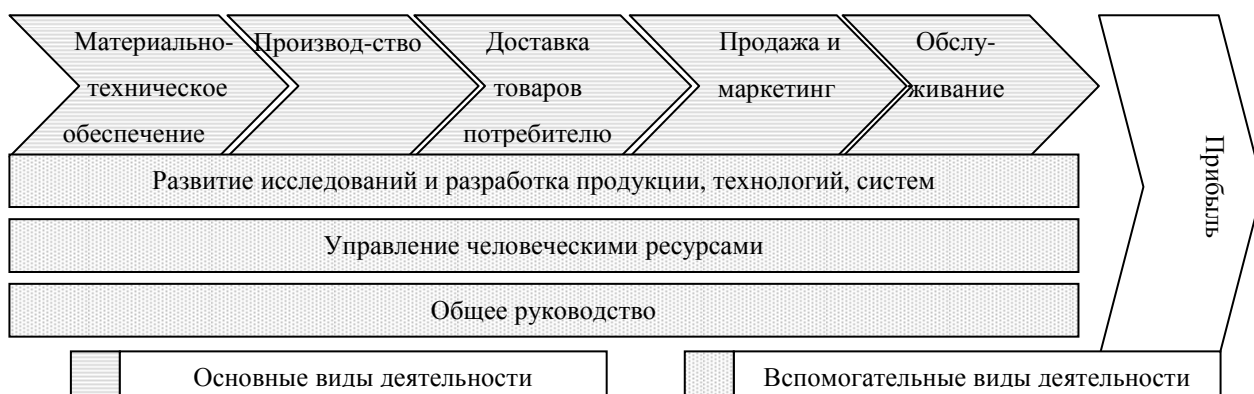 Материально-
техническое
обеспечение
Производ-ство
Доставка
товаров
потребителю
Продажа и
маркетинг
Обслу-
живание
Прибыль
Развитие исследований и разработка продукции, технологий, систем
Управление человеческими ресурсами
Общее руководство
Основные виды деятельности
Вспомогательные виды деятельности